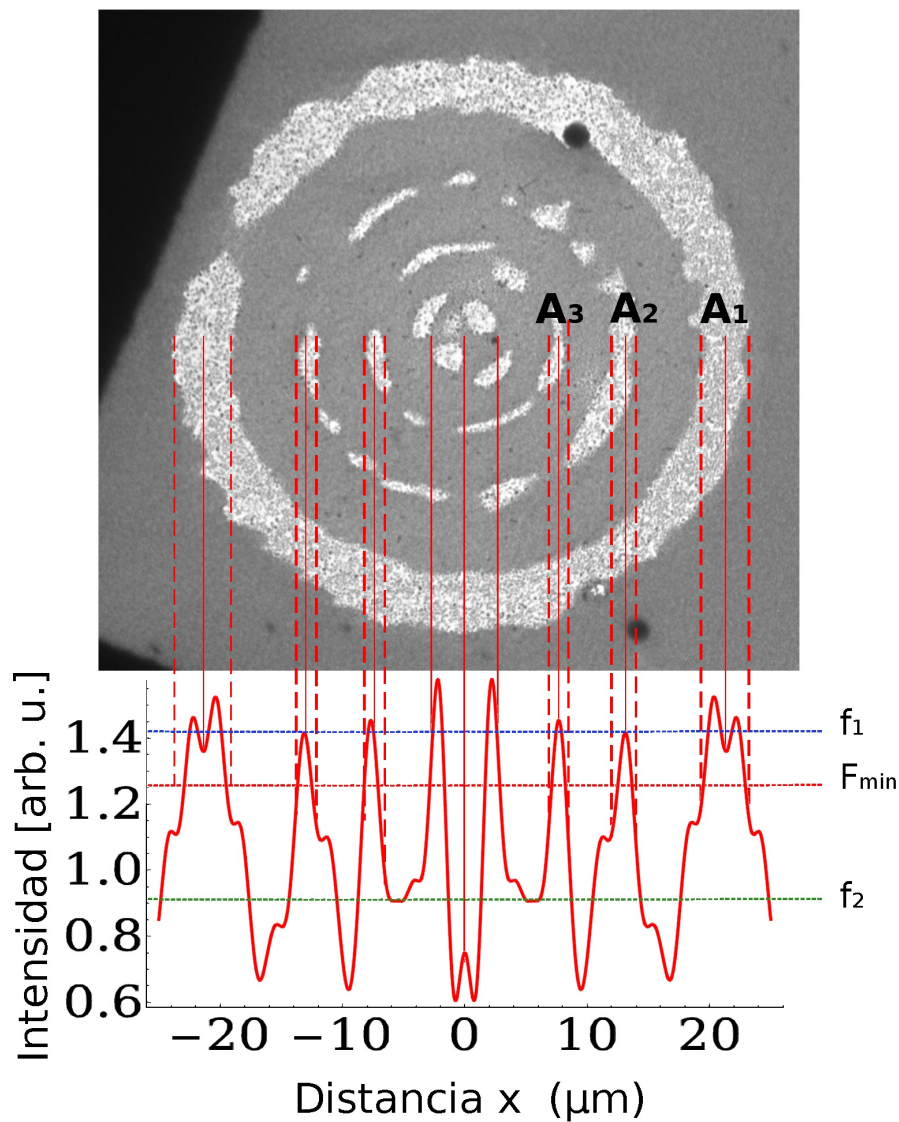 A₃ A₂ A₁
f₁
1.4
Fmin
1.2
1.0
f₂
0.8
0.6
Intensidad [arb. u.]
−20 −10 0 10 20
Distancia x (μm)